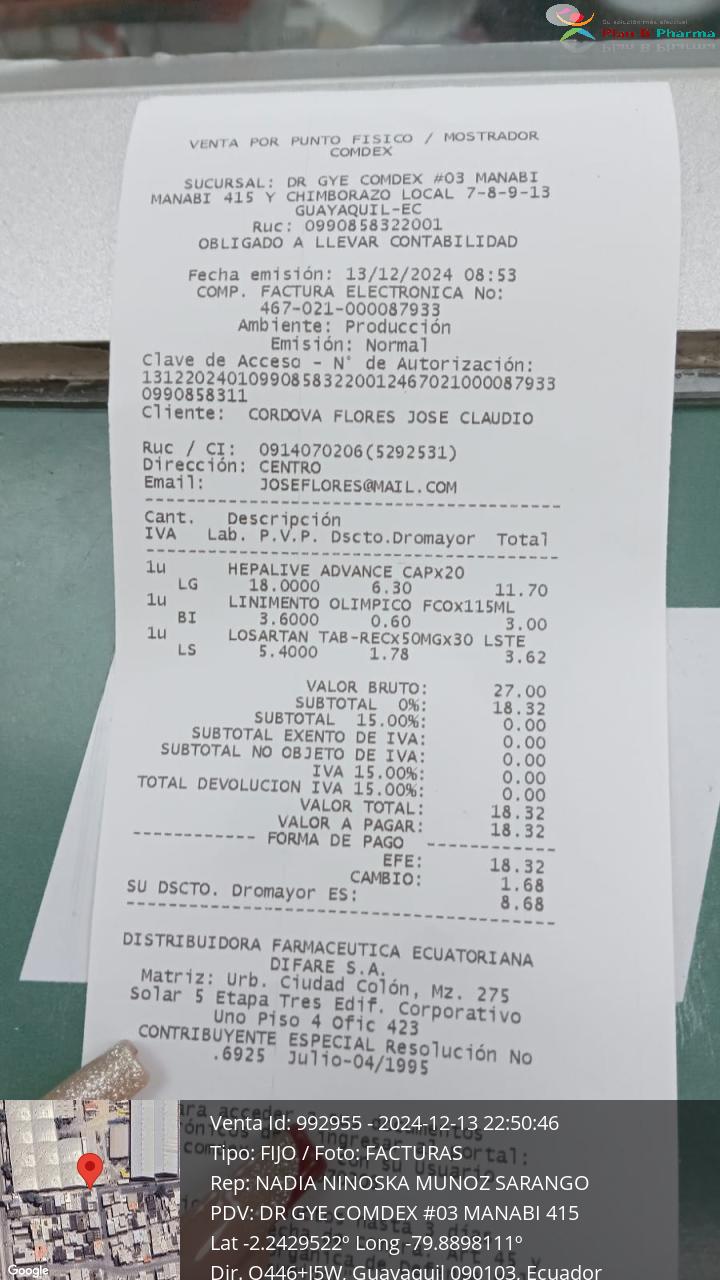 Su solución más efectiva!
Plau & Pharma
VENTA POR PUNTO FISICO / MOSTRADOR
COMDEX
SUCURSAL: DR GYE COMDEX #03 MANABI
MANABI 415 Y CHIMBORAZO LOCAL 7-8-9-13
GUAYAQUIL-EC
Ruc: 0990858322001
OBLIGADO A LLEVAR CONTABILIDAD
Fecha emisión: 13/12/2024 08:53
COMP. FACTURA ELECTRONICA No:
467-021-000087933
Ambiente: Producción
Emisión: Normal
Clave de Acceso - N° de Autorización:
131220240109908583220012467021000087933
0990858311
Cliente: CORDOVA FLORES JOSE CLAUDIO
Ruc / CI: 0914070206(5292531)
Dirección: CENTRO
Email: JOSEFLORES@MAIL.COM
Cant. Descripción
IVA Lab. P.V.P. Dscto.Dromayor Total
1u HEPALIVE ADVANCE CAPx20
LG 18.0000 6.30 11.70
1u LINIMENTO OLIMPICO FCOx115ML
BI 3.6000 0.60 3.00
1u LOSARTAN TAB-RECx50MGx30 LSTE
LS 5.4000 1.78 3.62
VALOR BRUTO: 27.00
SUBTOTAL 0%: 18.32
SUBTOTAL 15.00%: 0.00
SUBTOTAL EXENTO DE IVA: 0.00
SUBTOTAL NO OBJETO DE IVA: 0.00
IVA 15.00%: 0.00
TOTAL DEVOLUCION IVA 15.00%: 0.00
VALOR TOTAL: 18.32
VALOR A PAGAR: 18.32
------------ FORMA DE PAGO ------------
EFE: 18.32
CAMBIO: 1.68
SU DSCTO. Dromayor ES: 8.68
DISTRIBUIDORA FARMACEUTICA ECUATORIANA
DIFARE S.A.
Matriz: Urb. Ciudad Colón, Mz. 275
Solar 5 Etapa Tres Edif. Corporativo
Uno Piso 4 Ofic 423
CONTRIBUYENTE ESPECIAL Resolución No
.6925 Julio-04/1995
Venta Id: 992955 - 2024-12-13 22:50:46
Tipo: FIJO / Foto: FACTURAS
Rep: NADIA NINOSKA MUNOZ SARANGO
PDV: DR GYE COMDEX #03 MANABI 415
Lat -2.2429522º Long -79.8898111º
Dir. Q446+J5W, Guayaquil 090103, Ecuador
Google